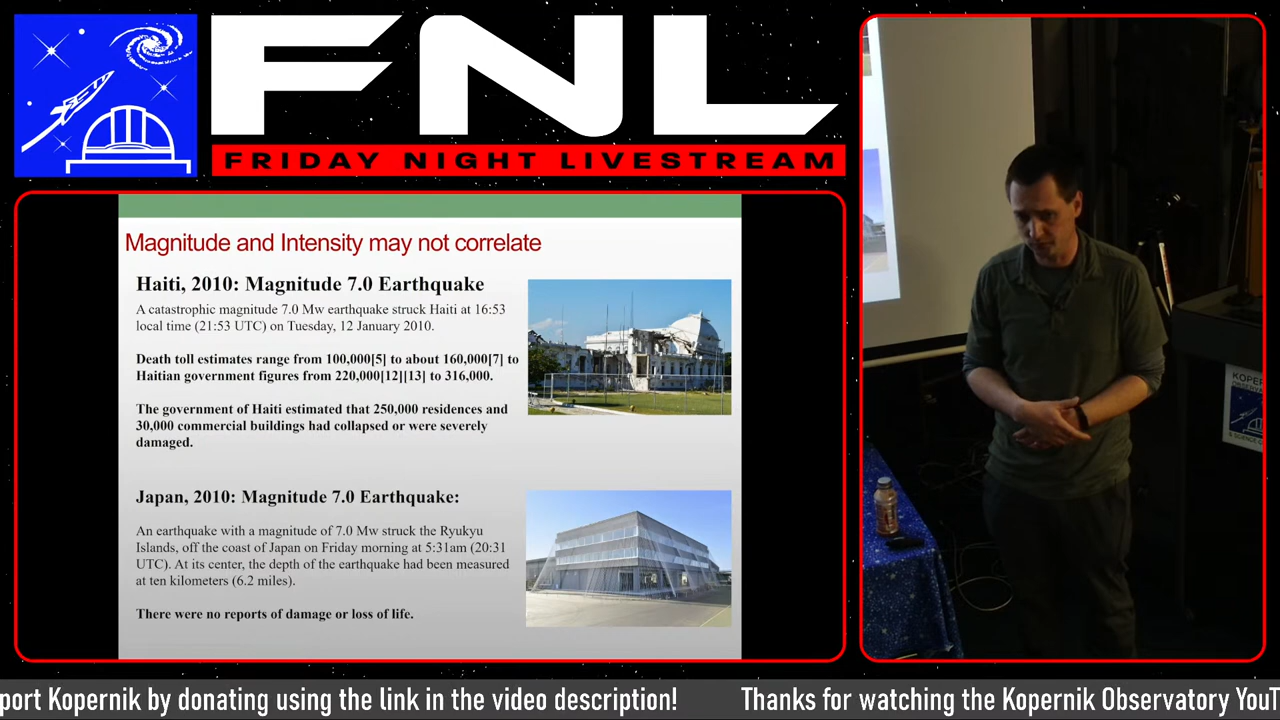 FNL
FRIDAY NIGHT LIVESTREAM
Magnitude and Intensity may not correlate
Haiti, 2010: Magnitude 7.0 Earthquake
A catastrophic magnitude 7.0 Mw earthquake struck Haiti at 16:53
local time (21:53 UTC) on Tuesday, 12 January 2010.
Death toll estimates range from 100,000[5] to about 160,000[7] to
Haitian government figures from 220,000[12][13] to 316,000.
The government of Haiti estimated that 250,000 residences and
30,000 commercial buildings had collapsed or were severely
damaged.
Japan, 2010: Magnitude 7.0 Earthquake:
An earthquake with a magnitude of 7.0 Mw struck the Ryukyu
Islands, off the coast of Japan on Friday morning at 5:31am (20:31
UTC). At its center, the depth of the earthquake had been measured
at ten kilometers (6.2 miles).
There were no reports of damage or loss of life.
KOPERN
port Kopernik by donating using the link in the video description! Thanks for watching the Kopernik Observatory YouT